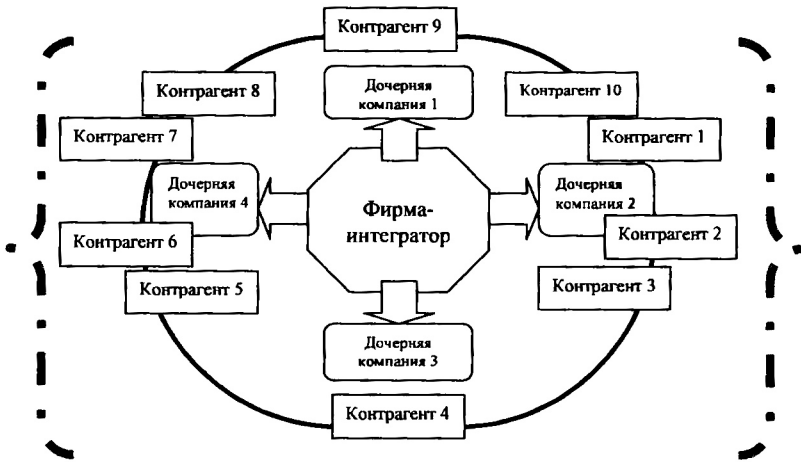 Контрагент 9
Контрагент 8
Дочерняя
компания 1
Контрагент 10
Контрагент 7
Контрагент 1
Дочерняя
компания 4
Фирма-
интегратор
Дочерняя
компания 2
Контрагент 6
Контрагент 2
Контрагент 5
Контрагент 3
Дочерняя
компания 3
Контрагент 4